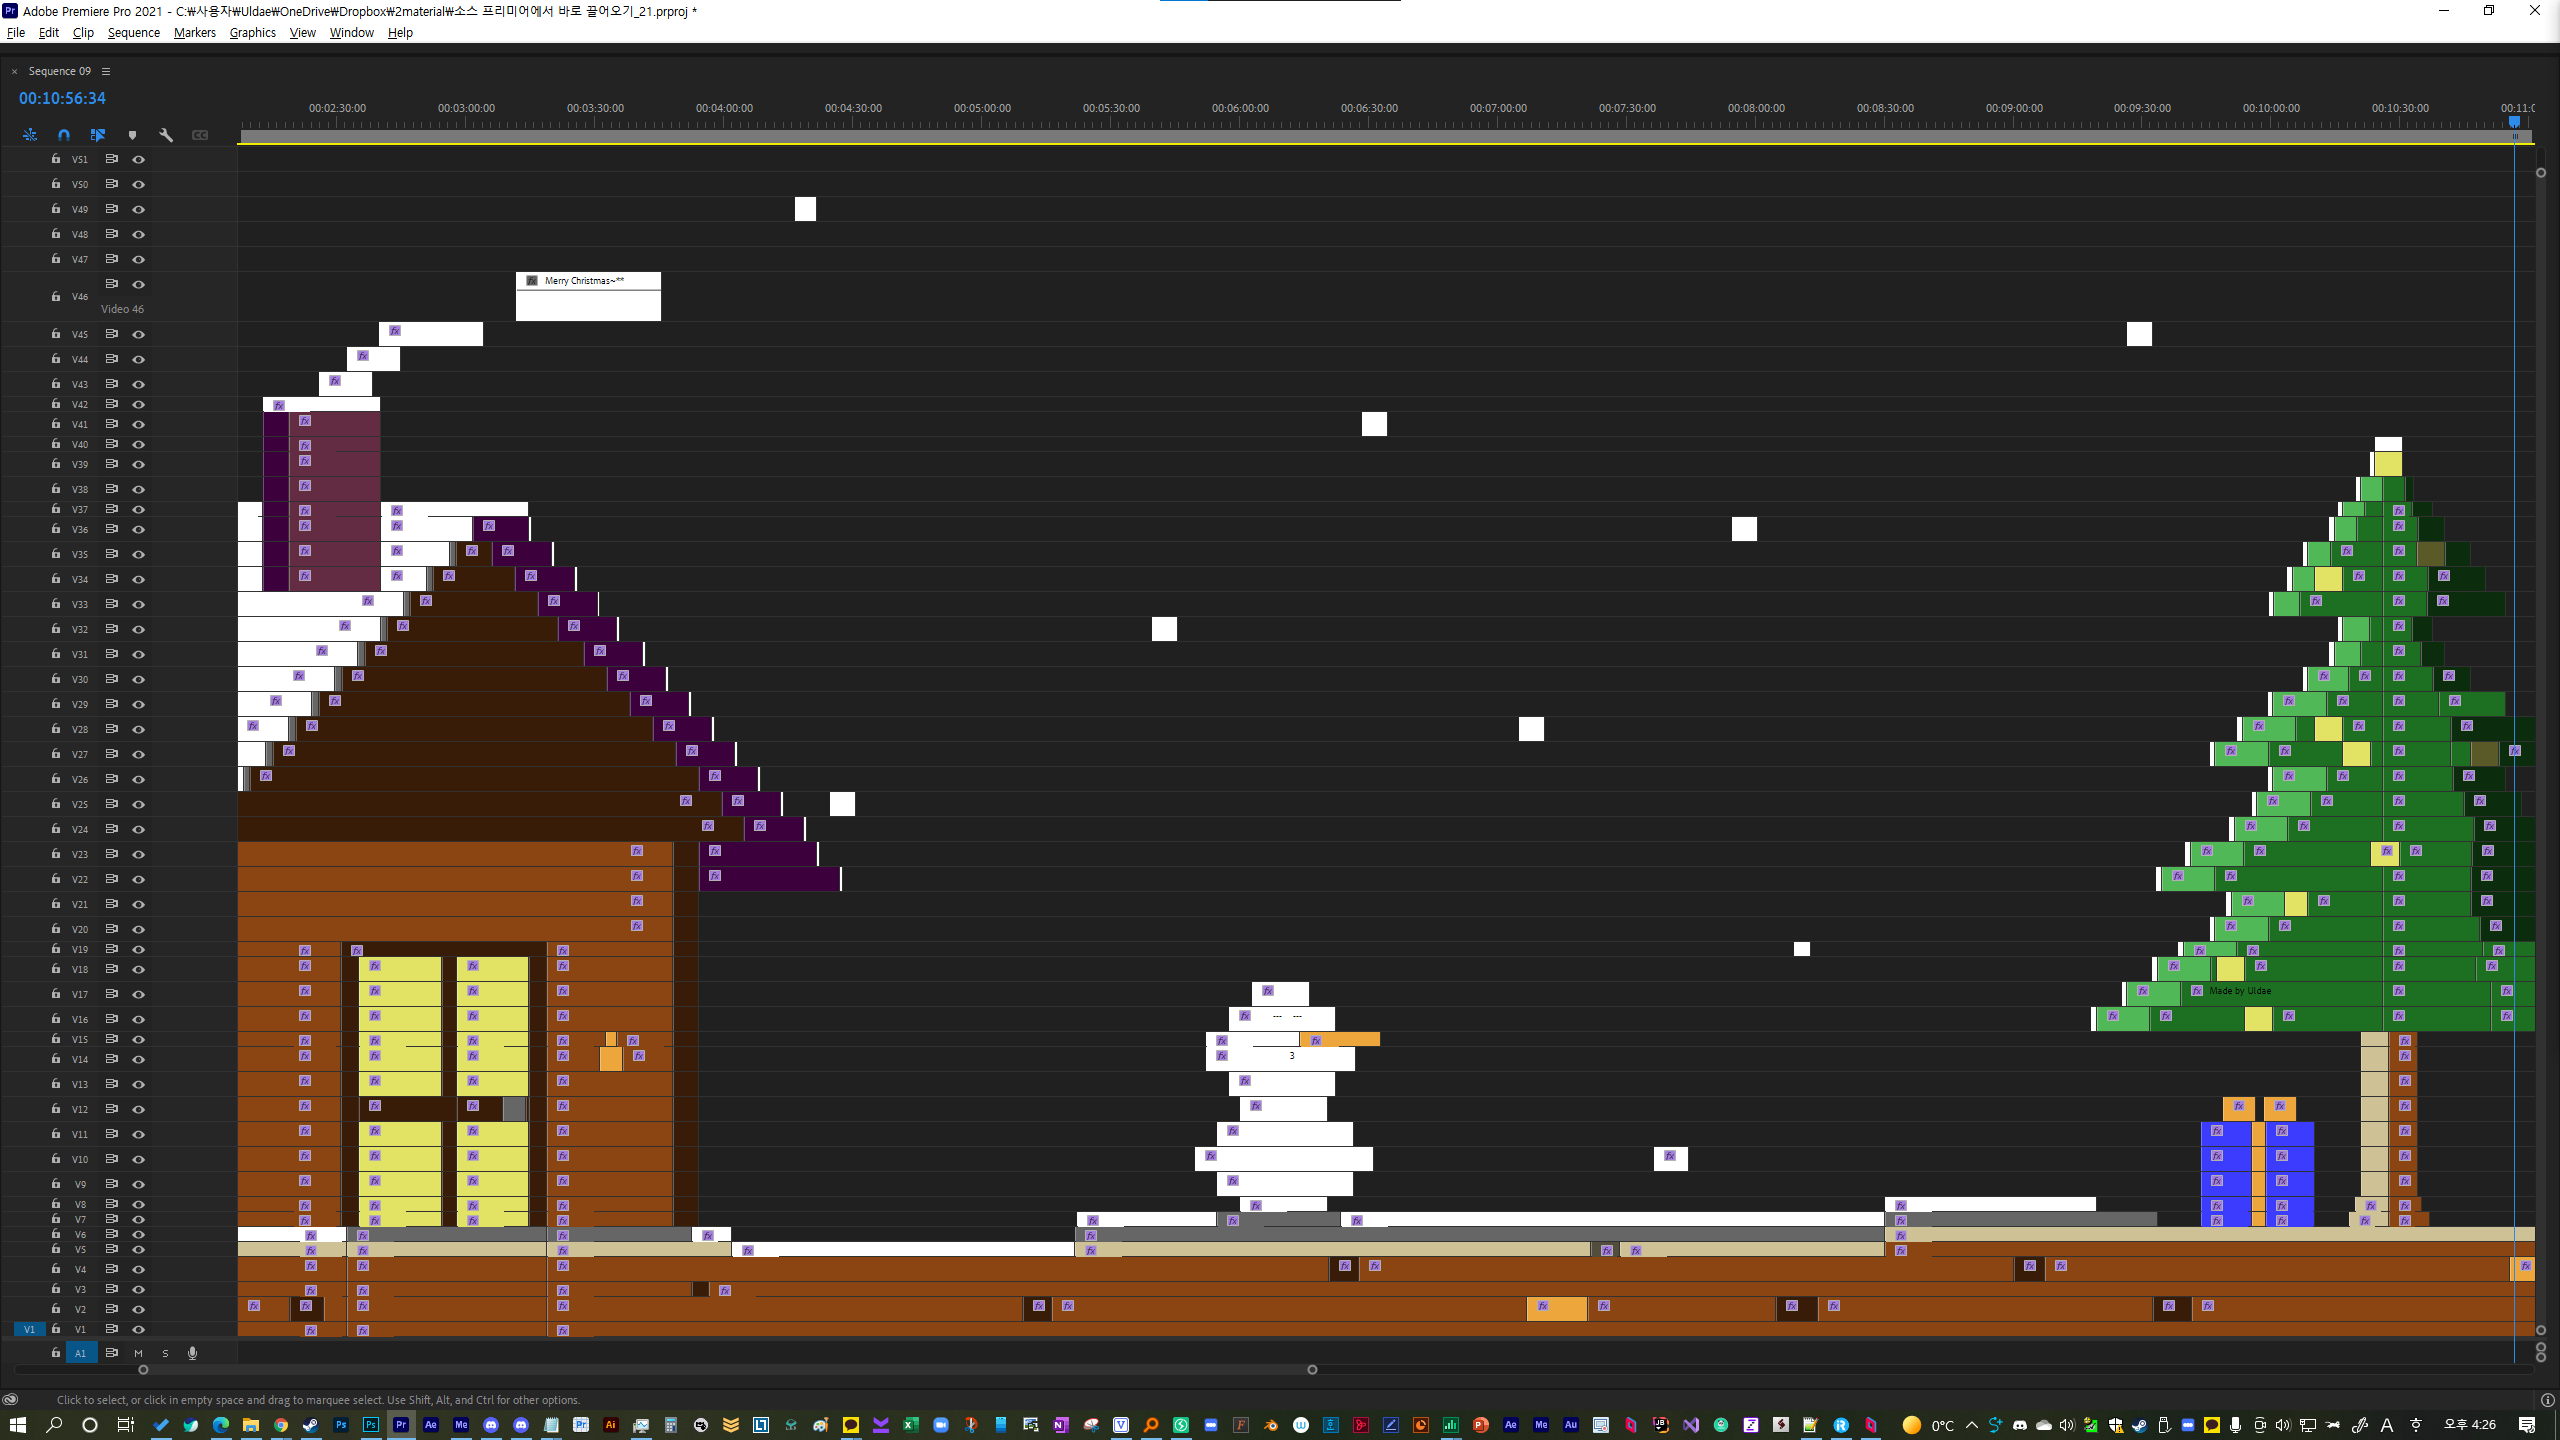 Adobe Premiere Pro 2021 - C:₩사용자₩Uldae₩OneDrive₩Dropbox₩2material₩소스 프리미어에서 바로 끌어오기_21.prproj *
File Edit Clip Sequence Markers Graphics View Window Help
Sequence 09
00:10:56:34
00:02:30:00 00:03:00:00 00:03:30:00 00:04:00:00 00:04:30:00 00:05:00:00 00:05:30:00 00:06:00:00 00:06:30:00 00:07:00:00 00:07:30:00 00:08:00:00 00:08:30:00 00:09:00:00 00:09:30:00 00:10:00:00 00:10:30:00 00:11:0
V51
V50
V49
V48
V47
Merry Christmas~**
V46
Video 46
V45
V44
V43
V42
V41
V40
V39
V38
V37
V36
V35
V34
V33
V32
V31
V30
V29
V28
V27
V26
V25
V24
V23
V22
V21
V20
V19
V18
V17 Made by Uldae
V16 --- ---
V15
V14 3
V13
V12
V11
V10
V9
V8
V7
V6
V5
V4
V3
V2
V1 V1
A1 M S
Click to select, or click in empty space and drag to marquee select. Use Shift, Alt, and Ctrl for other options.
0°C A 오후 4:26